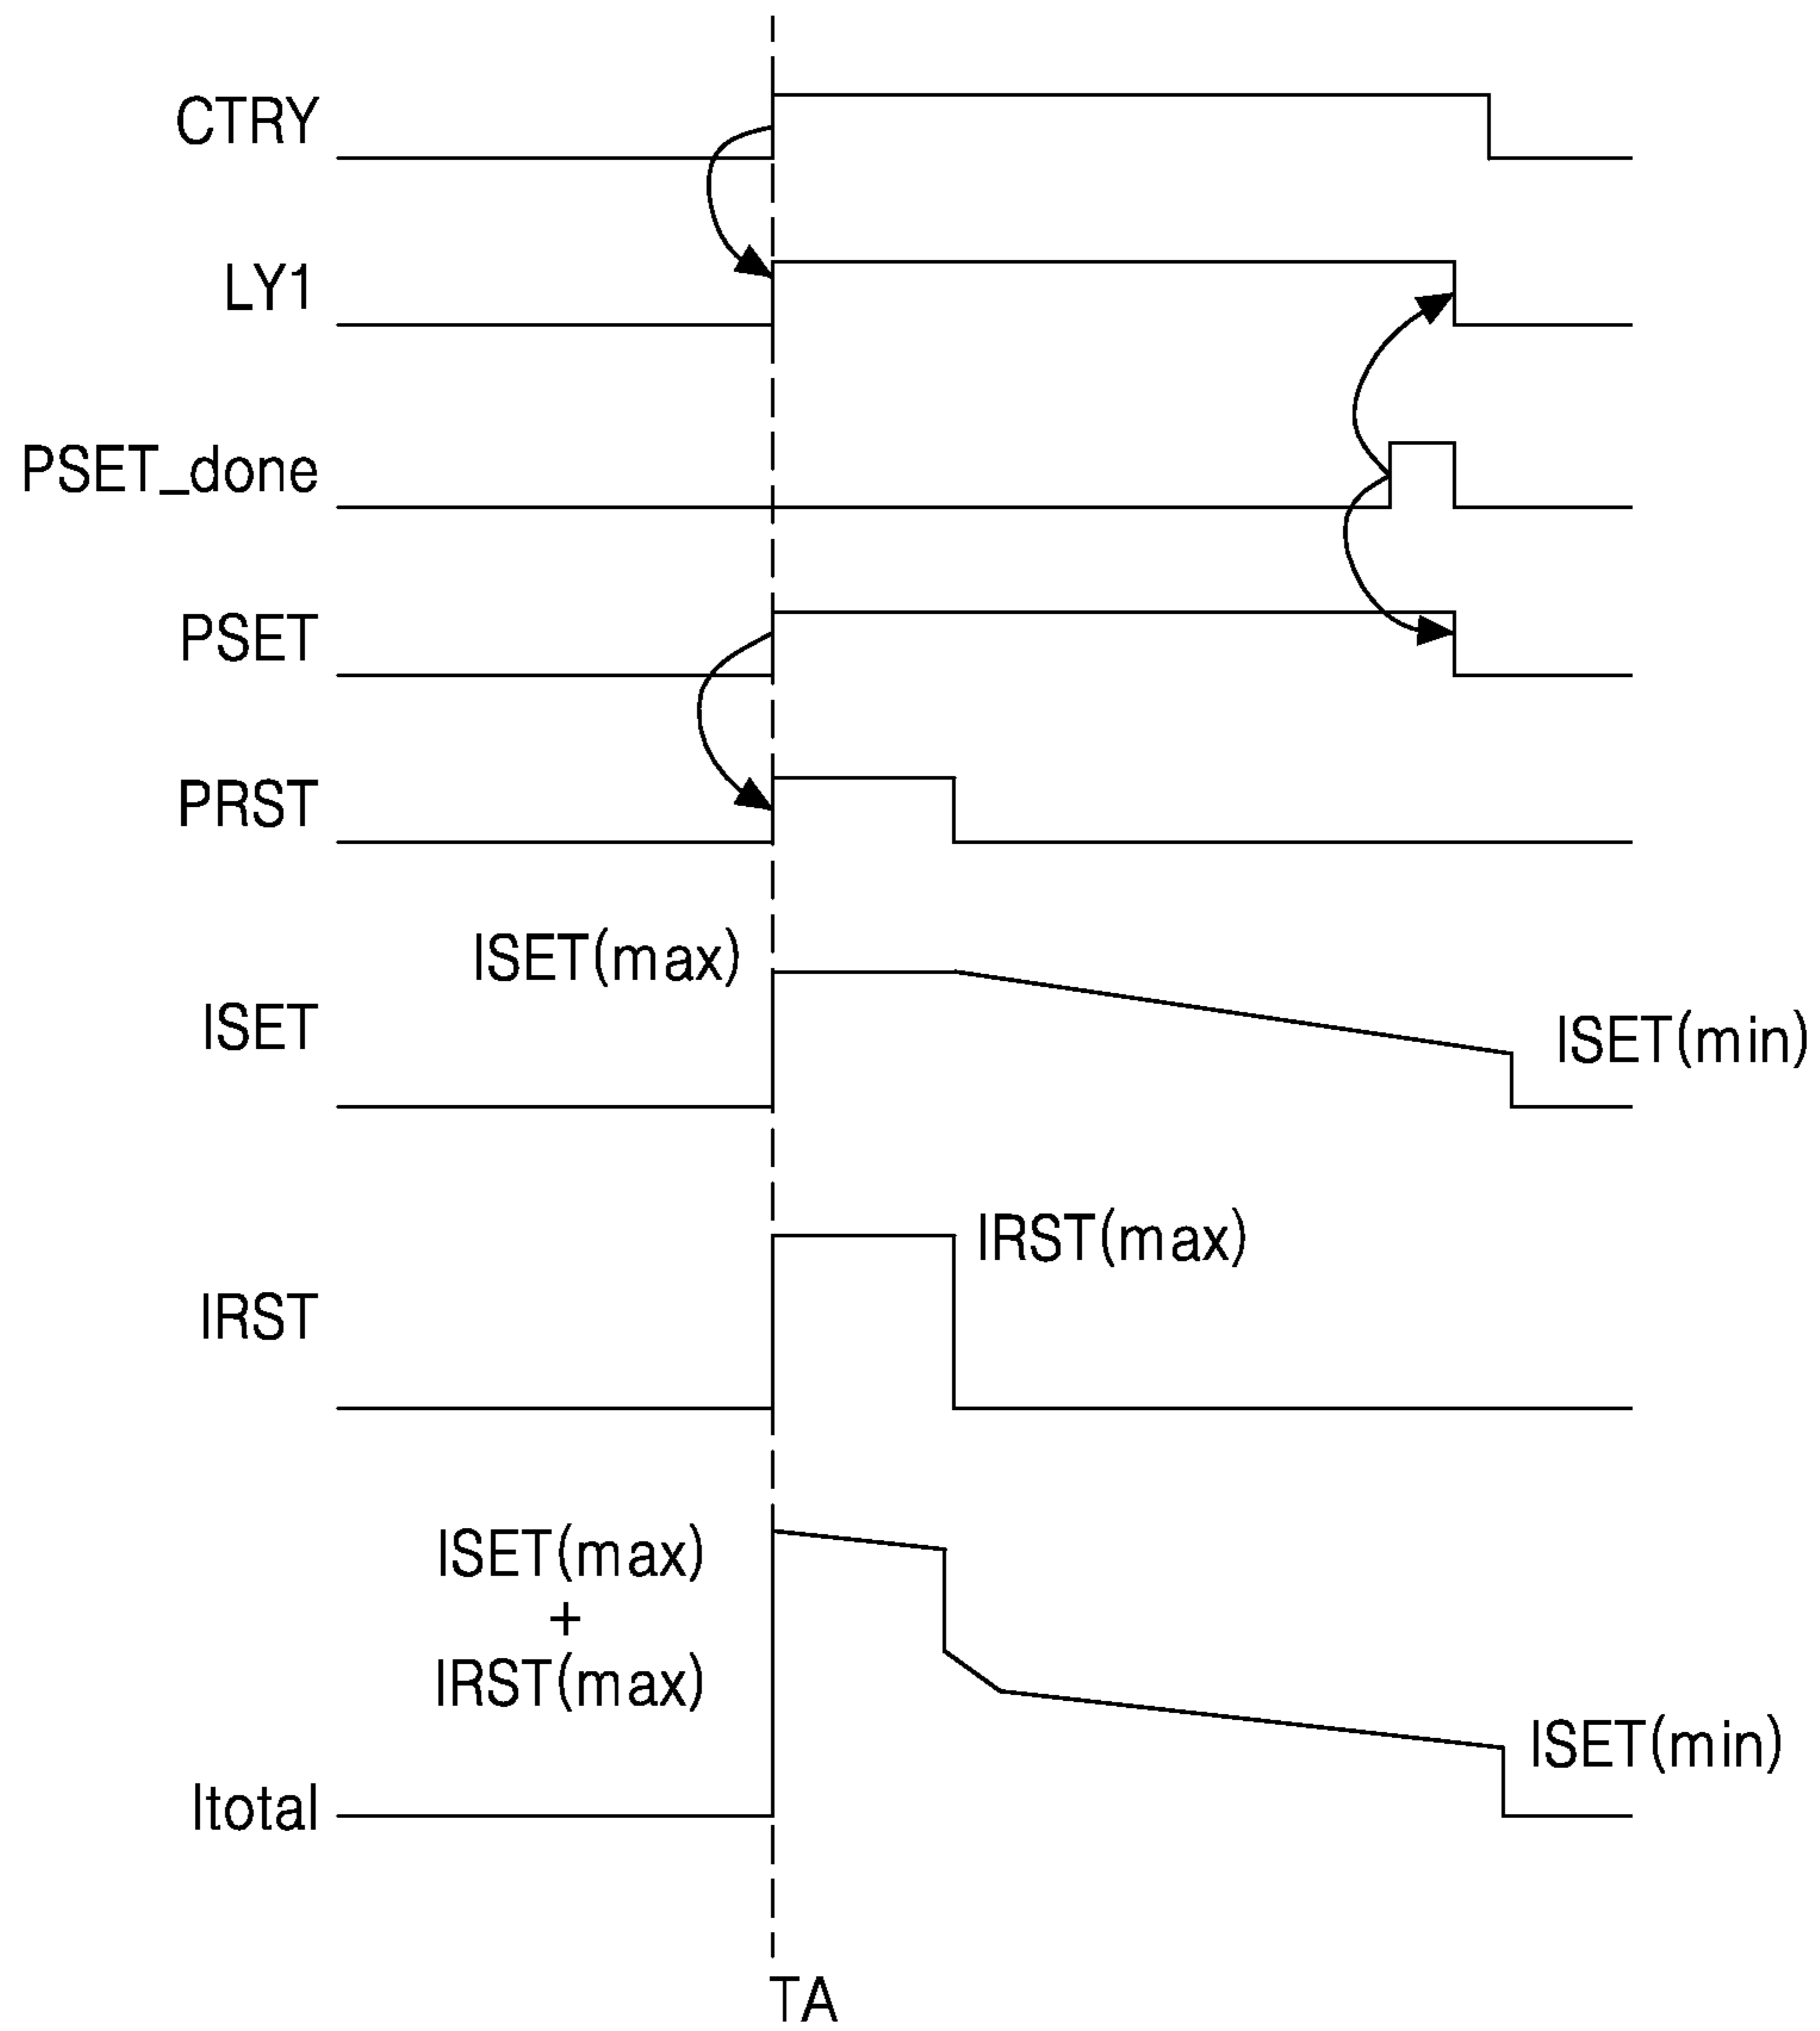 CTRY
LY1
PSET_done
PSET
PRST
ISET(max)
ISET
ISET(min)
IRST(max)
IRST
ISET(max)
+
IRST(max)
ISET(min)
Itotal
TA